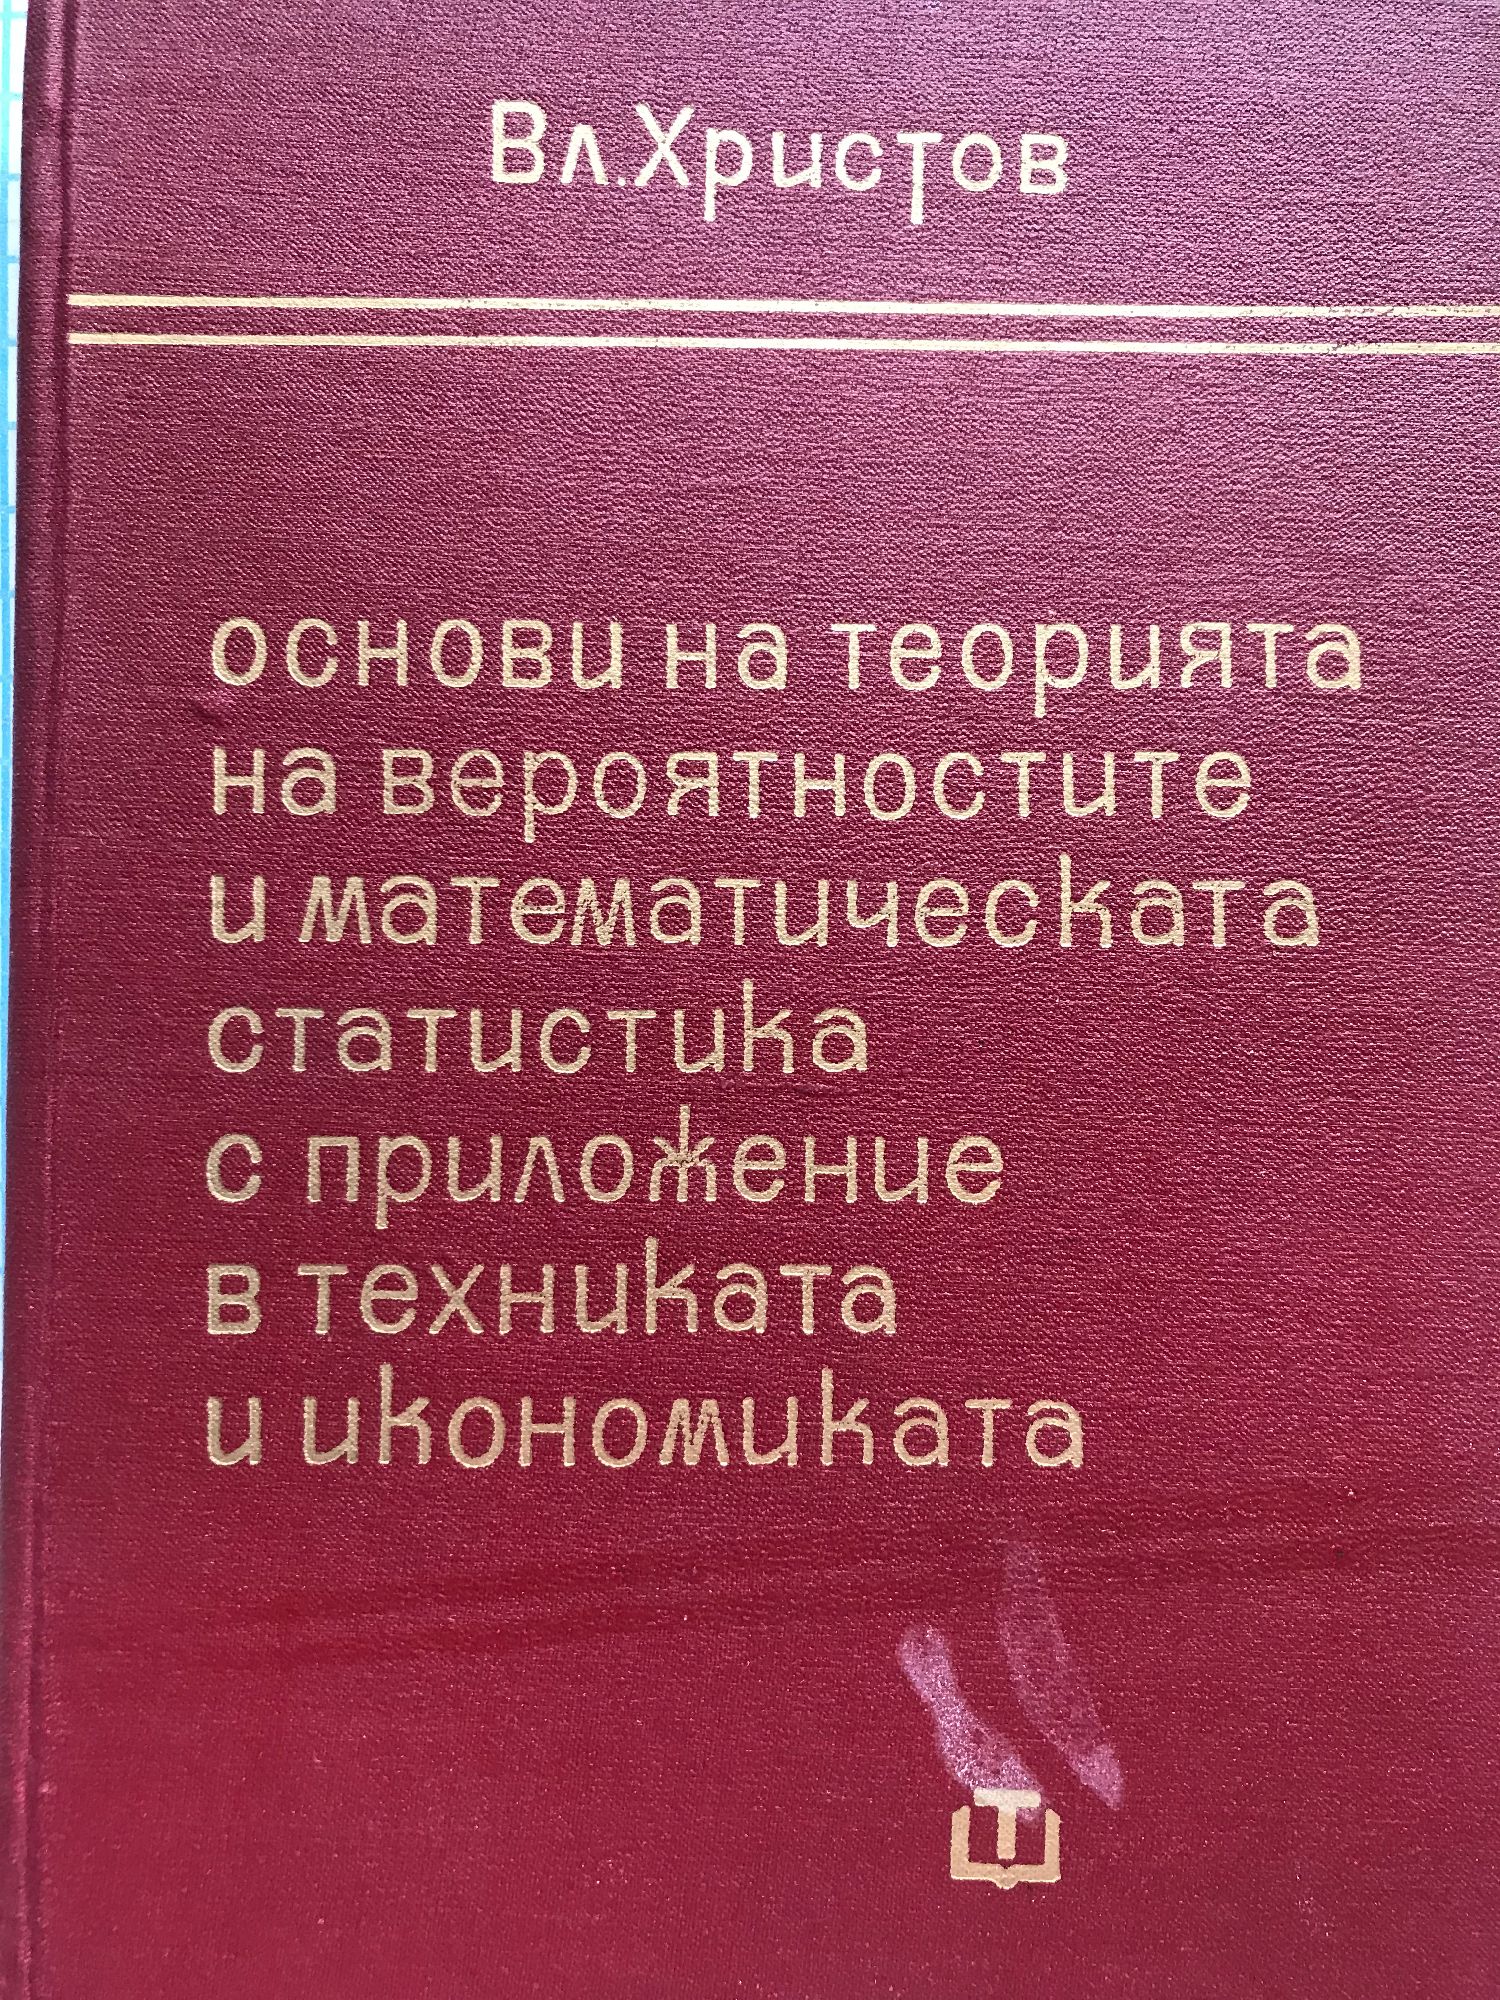 Вл.Христов
основи на теорията
на вероятностите
и математическата
статистика
с приложение
в техниката
и икономиката
Т